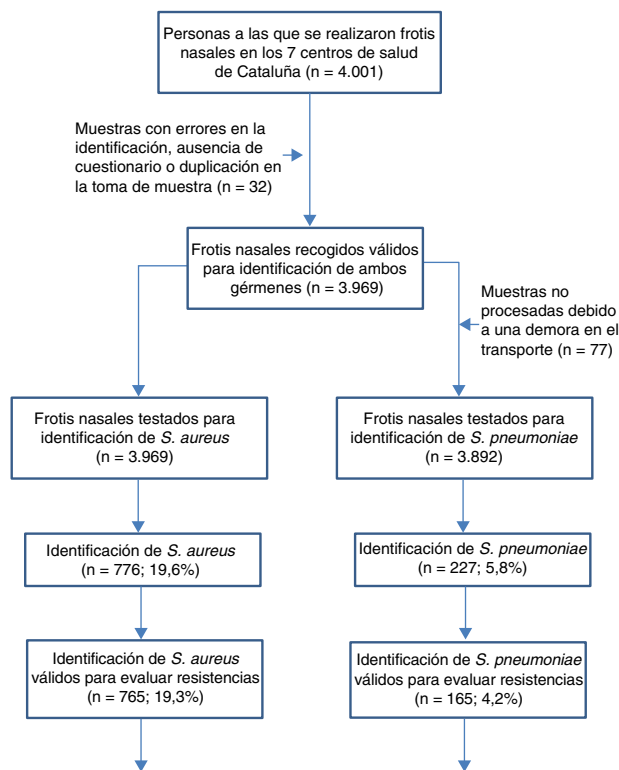 Personas a las que se realizaron frotis
nasales en los 7 centros de salud
de Cataluña (n = 4.001)
Muestras con errores en la
identificación, ausencia de
cuestionario o duplicación en
la toma de muestra (n = 32)
Frotis nasales recogidos válidos
para identificación de ambos
gérmenes (n = 3.969)
Muestras no
procesadas debido
a una demora en el
transporte (n = 77)
Frotis nasales testados para
identificación de S. aureus
(n = 3.969)
Frotis nasales testados para
identificación de S. pneumoniae
(n = 3.892)
Identificación de S. aureus
(n = 776; 19,6%)
Identificación de S. pneumoniae
(n = 227; 5,8%)
Identificación de S. aureus
válidos para evaluar resistencias
(n = 765; 19,3%)
Identificación de S. pneumoniae
válidos para evaluar resistencias
(n = 165; 4,2%)